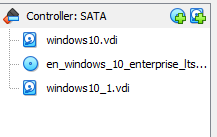 Controller: SATA
windows10.vdi
en_windows_10_enterprise_lts...
windows10_1.vdi